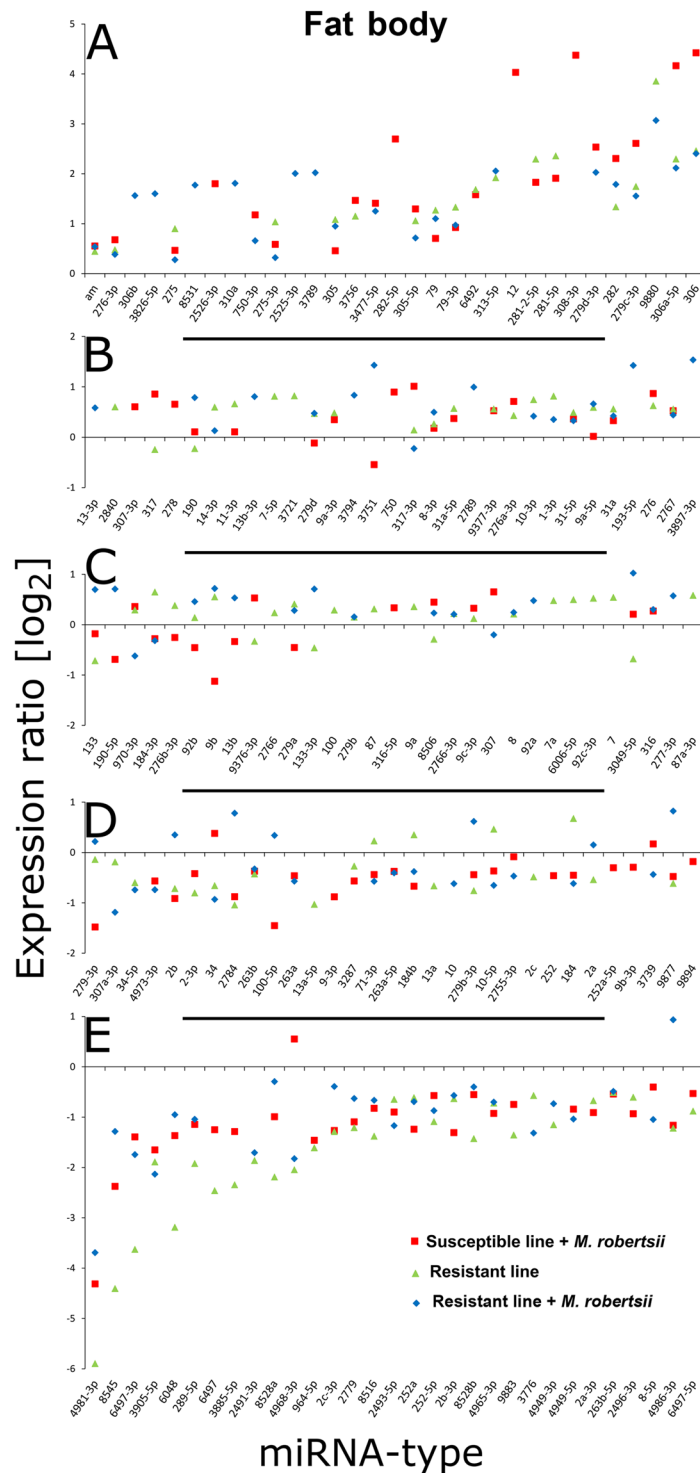 Fat body
A
5
4
3
2
1
0
am 276-3p 306b 3826-5p 275 8531 2526-3p 310a 750-3p 275-3p 2525-3p 3789 305 3756 3477-5p 282-5p 305-5p 79 79-3p 6492 313-5p 12 281-2-5p 281-5p 308-3p 279d-3p 282 279c-3p 9880 306a-5p 306
B
2
1
0
-1
13-3p 2840 307-3p 317 278 190 14-3p 11-3p 13b-3p 7-5p 3721 279d 9a-3p 3794 3751 750 317-3p 8-3p 31a-5p 2789 9377-3p 276a-3p 10-3p 1-3p 31-5p 9a-5p 31a 193-5p 276 2767 3897-3p
C
1
0
-1
-2
133 190-5p 970-3p 184-3p 276b-3p 92b 9b 13b 9376-3p 2766 279a 133-3p 100 279b 87 316-5p 9a 8506 2766-3p 9c-3p 307 8 92a 7a 6006-5p 92c-3p 7 3049-5p 316 277-3p 87a-3p
D
1
0
-1
-2
279-3p 307a-3p 34-5p 4973-3p 2b 2-3p 34 2784 263b 100-5p 263a 13a-5p 9-3p 3287 71-3p 263a-5p 184b 13a 10 279b-3p 10-5p 2755-3p 2c 252 184 2a 252a-5p 9b-3p 3739 9877 9894
E
1
0
-1
-2
-3
-4
-5
-6
Susceptible line + M. robertsii
Resistant line
Resistant line + M. robertsii
4981-3p 8545 6497-3p 3905-5p 6048 289-5p 6497 3885-5p 2491-3p 8528a 4968-3p 964-5p 2c-3p 2779 8516 2493-5p 252a 252-5p 2b-3p 8528b 4965-3p 9883 3776 4949-3p 4949-5p 2a-3p 263b-5p 2496-3p 8-5p 4986-3p 6497-5p
Expression ratio [log2]
miRNA-type